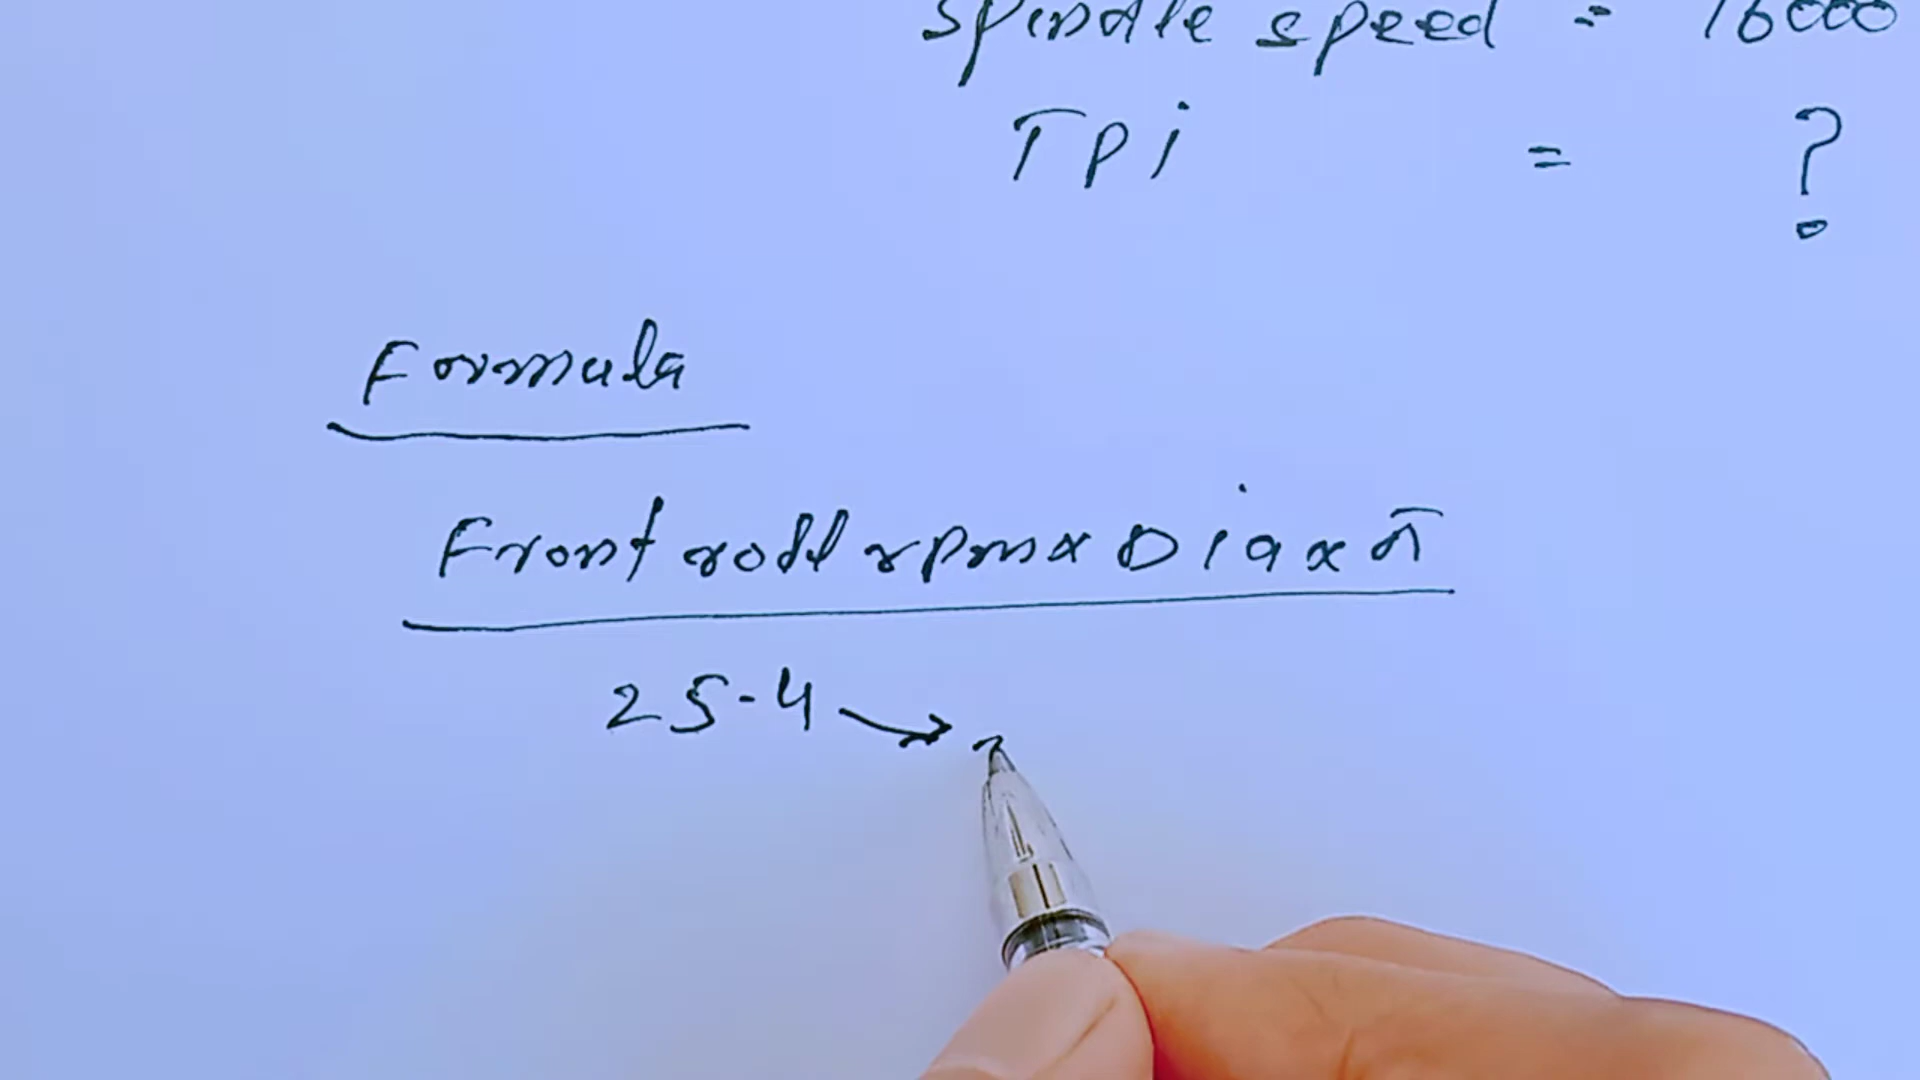 Spindle speed = 16000
TPi = ?
Formula
Front roll rpm x Dia x π
25.4 →